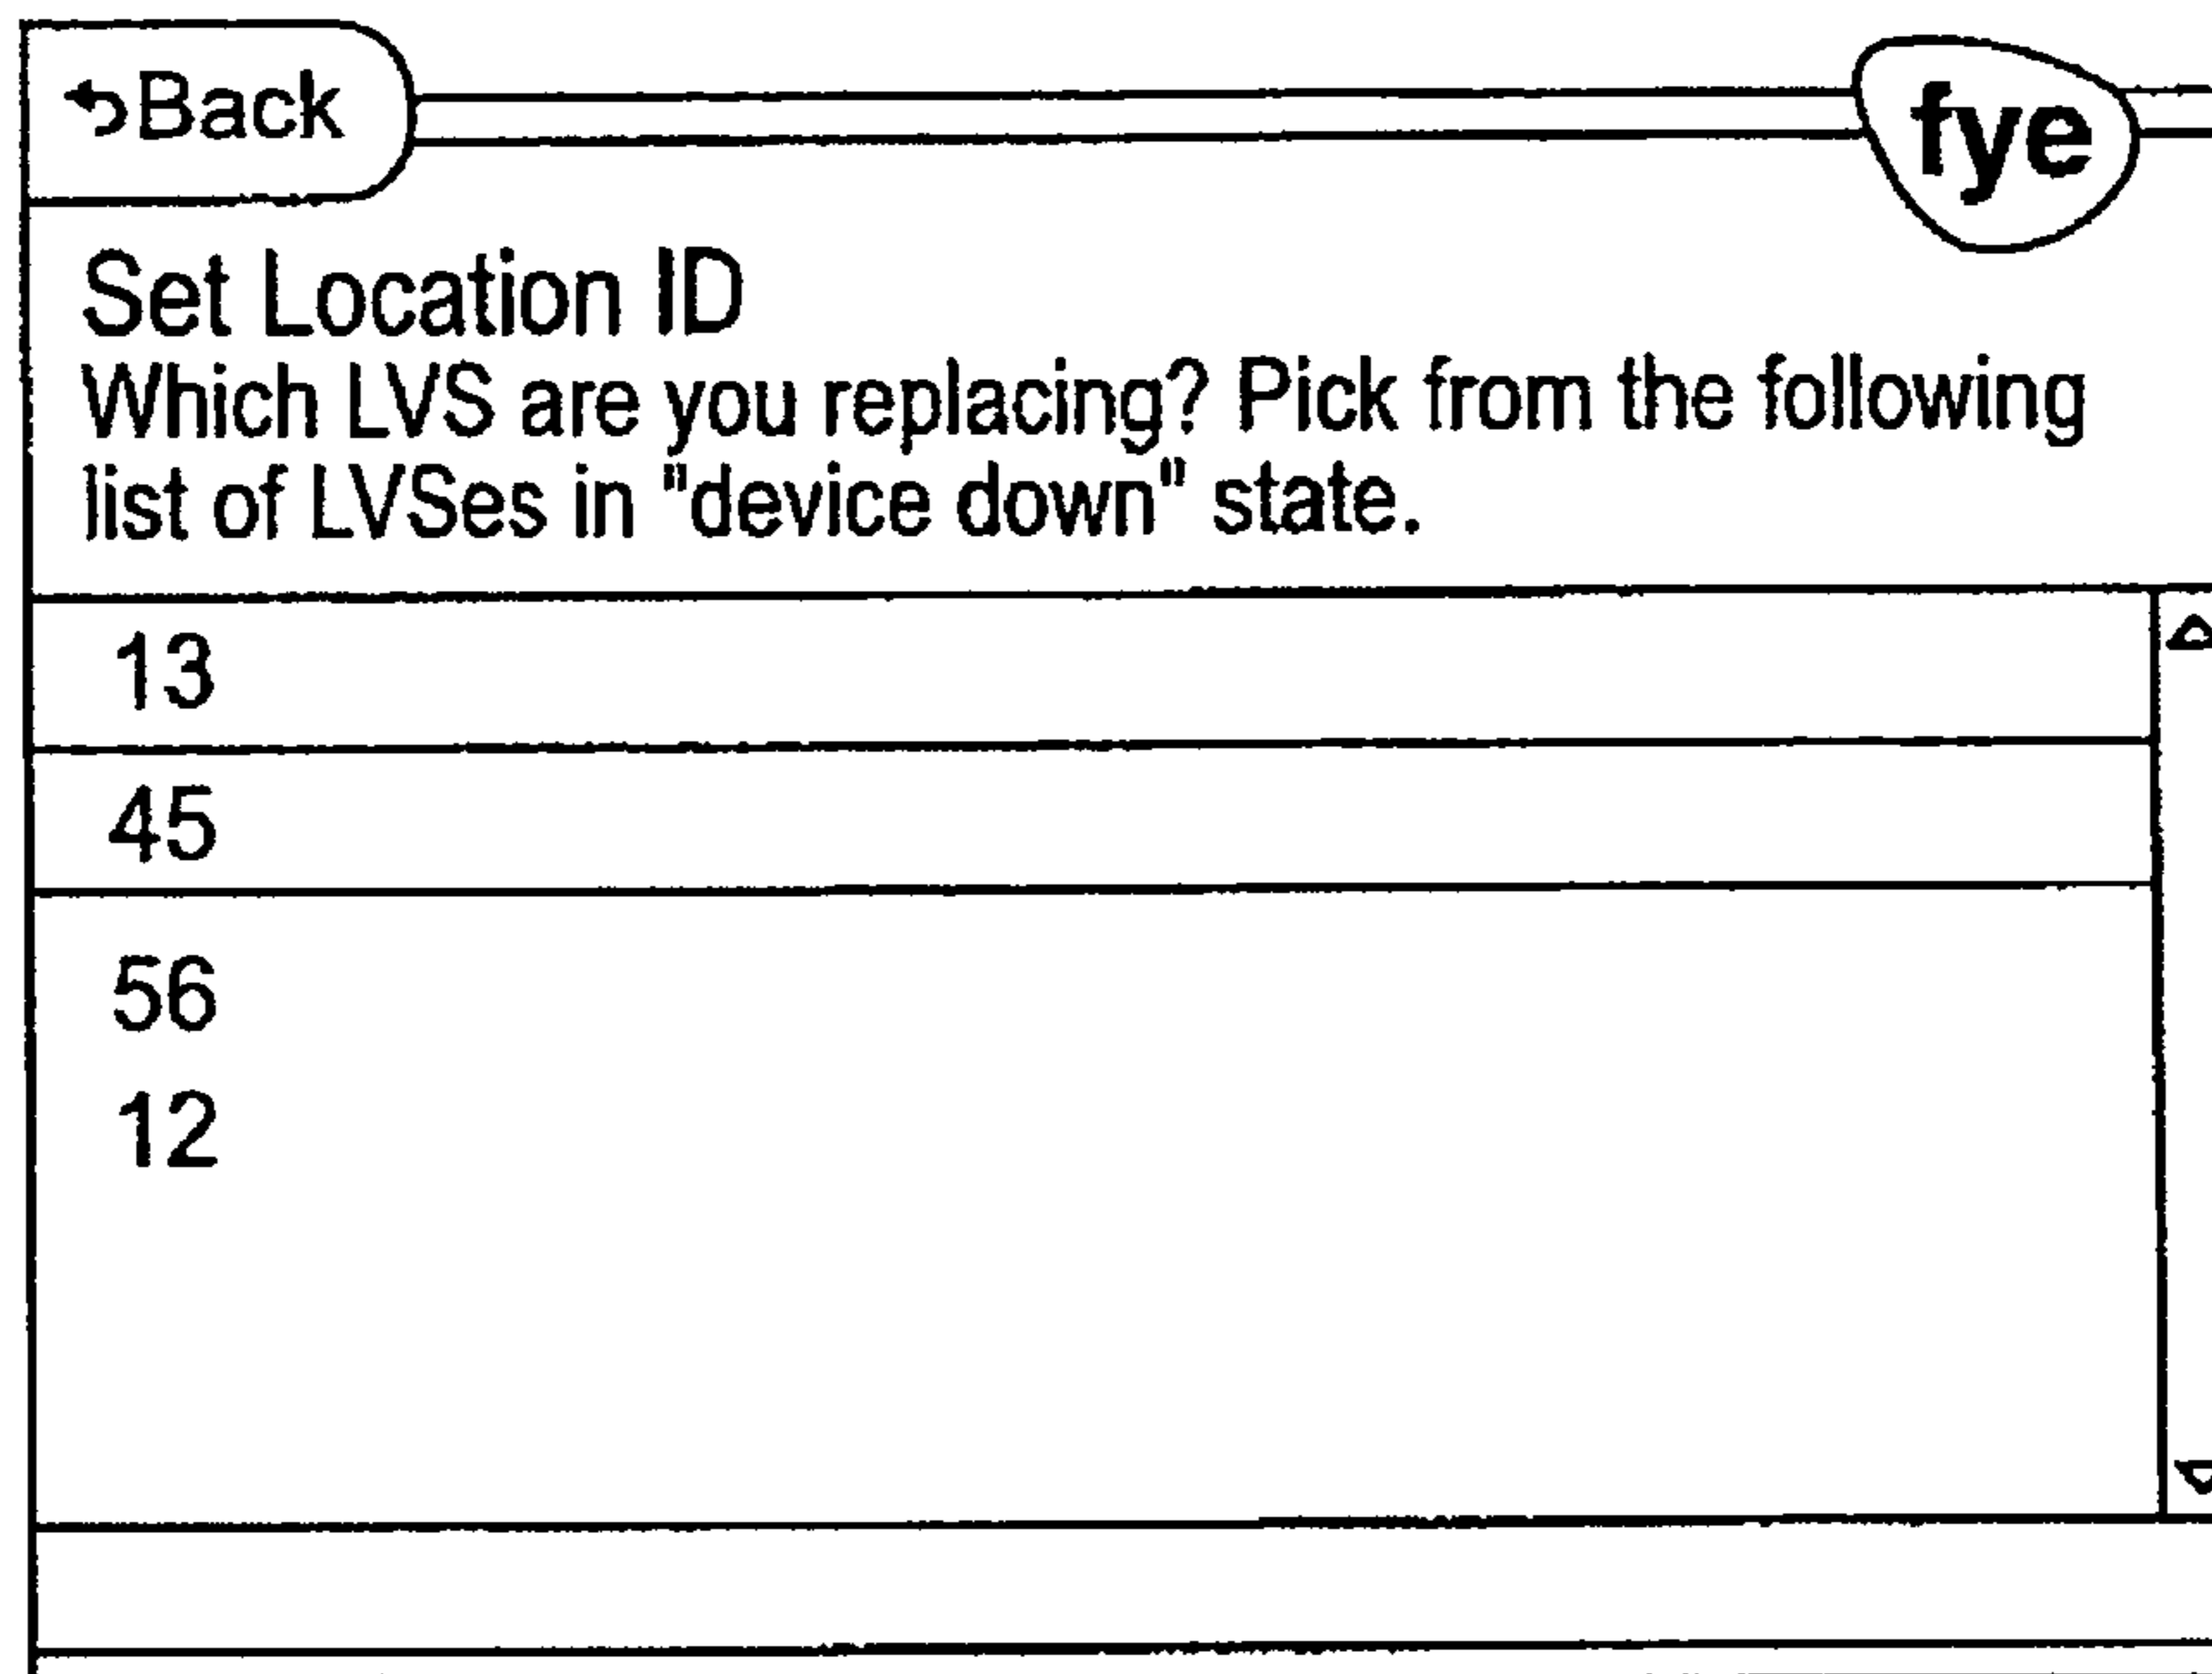 Back
fye
Set Location ID
Which LVS are you replacing? Pick from the following
list of LVSes in "device down" state.
13
45
56
12